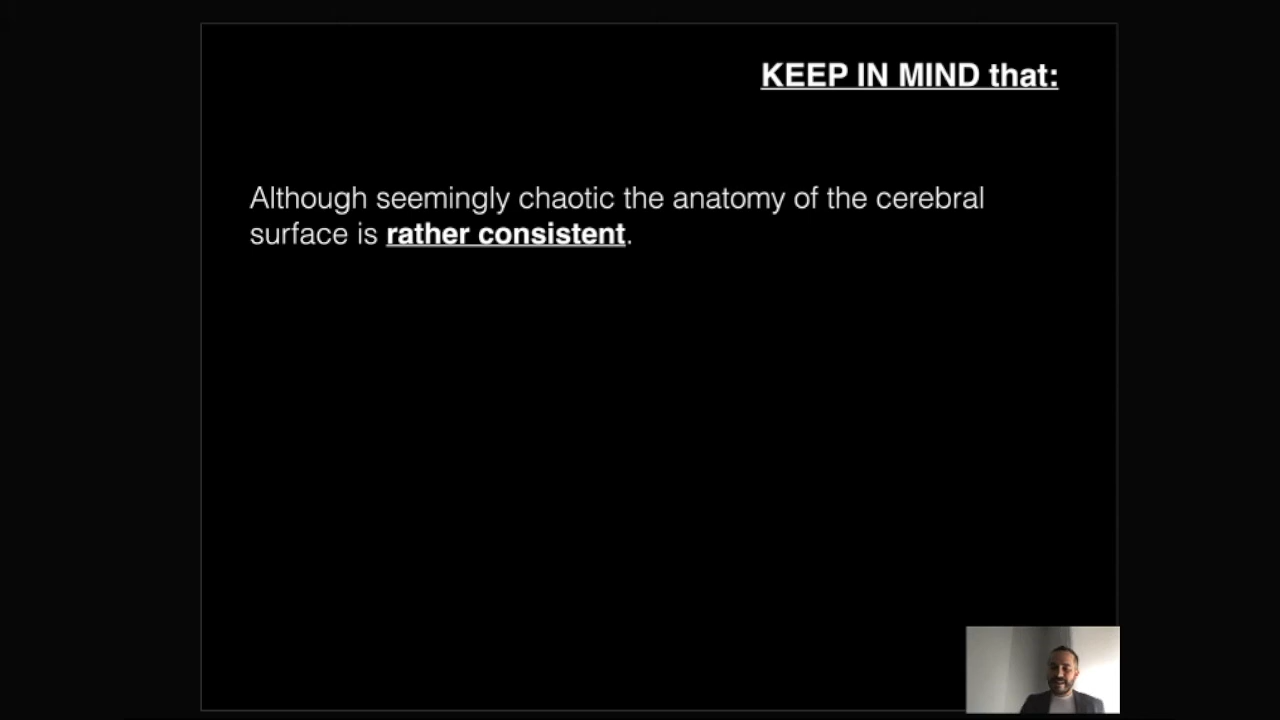 KEEP IN MIND that:
Although seemingly chaotic the anatomy of the cerebral
surface is rather consistent.